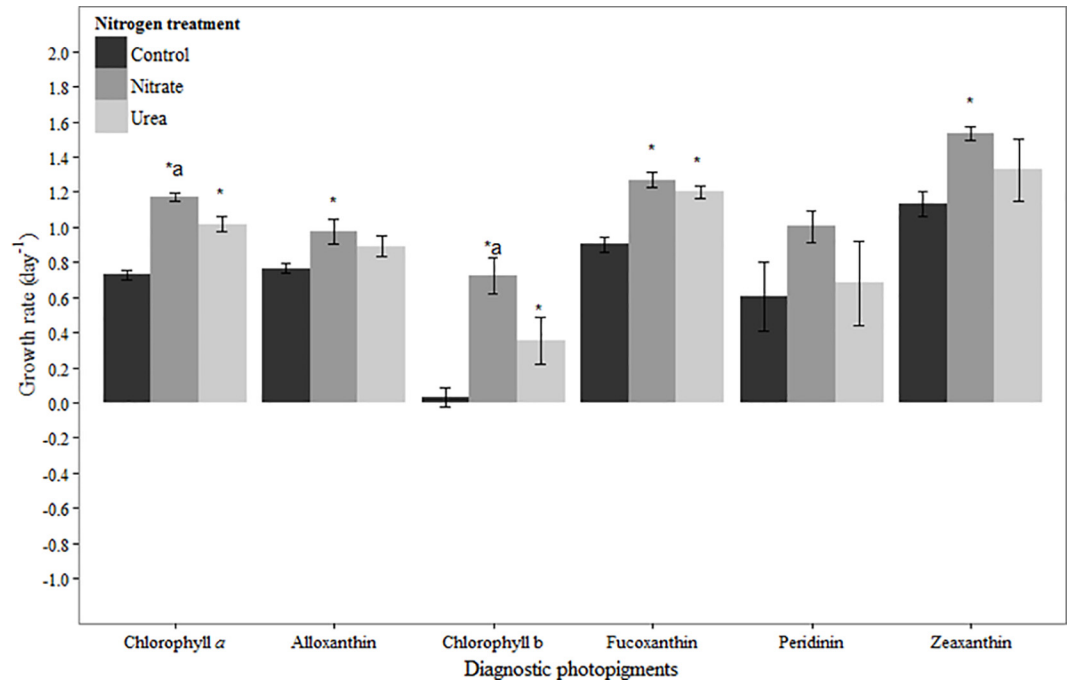 Nitrogen treatment
Control
Nitrate
Urea
2.0
1.8
1.6
1.4
1.2
1.0
0.8
0.6
0.4
0.2
0.0
-0.2
-0.4
-0.6
-0.8
-1.0
Growth rate (day⁻¹)
*a
*
*
*a
*
*
*
*
Chlorophyll a
Alloxanthin
Chlorophyll b
Fucoxanthin
Peridinin
Zeaxanthin
Diagnostic photopigments